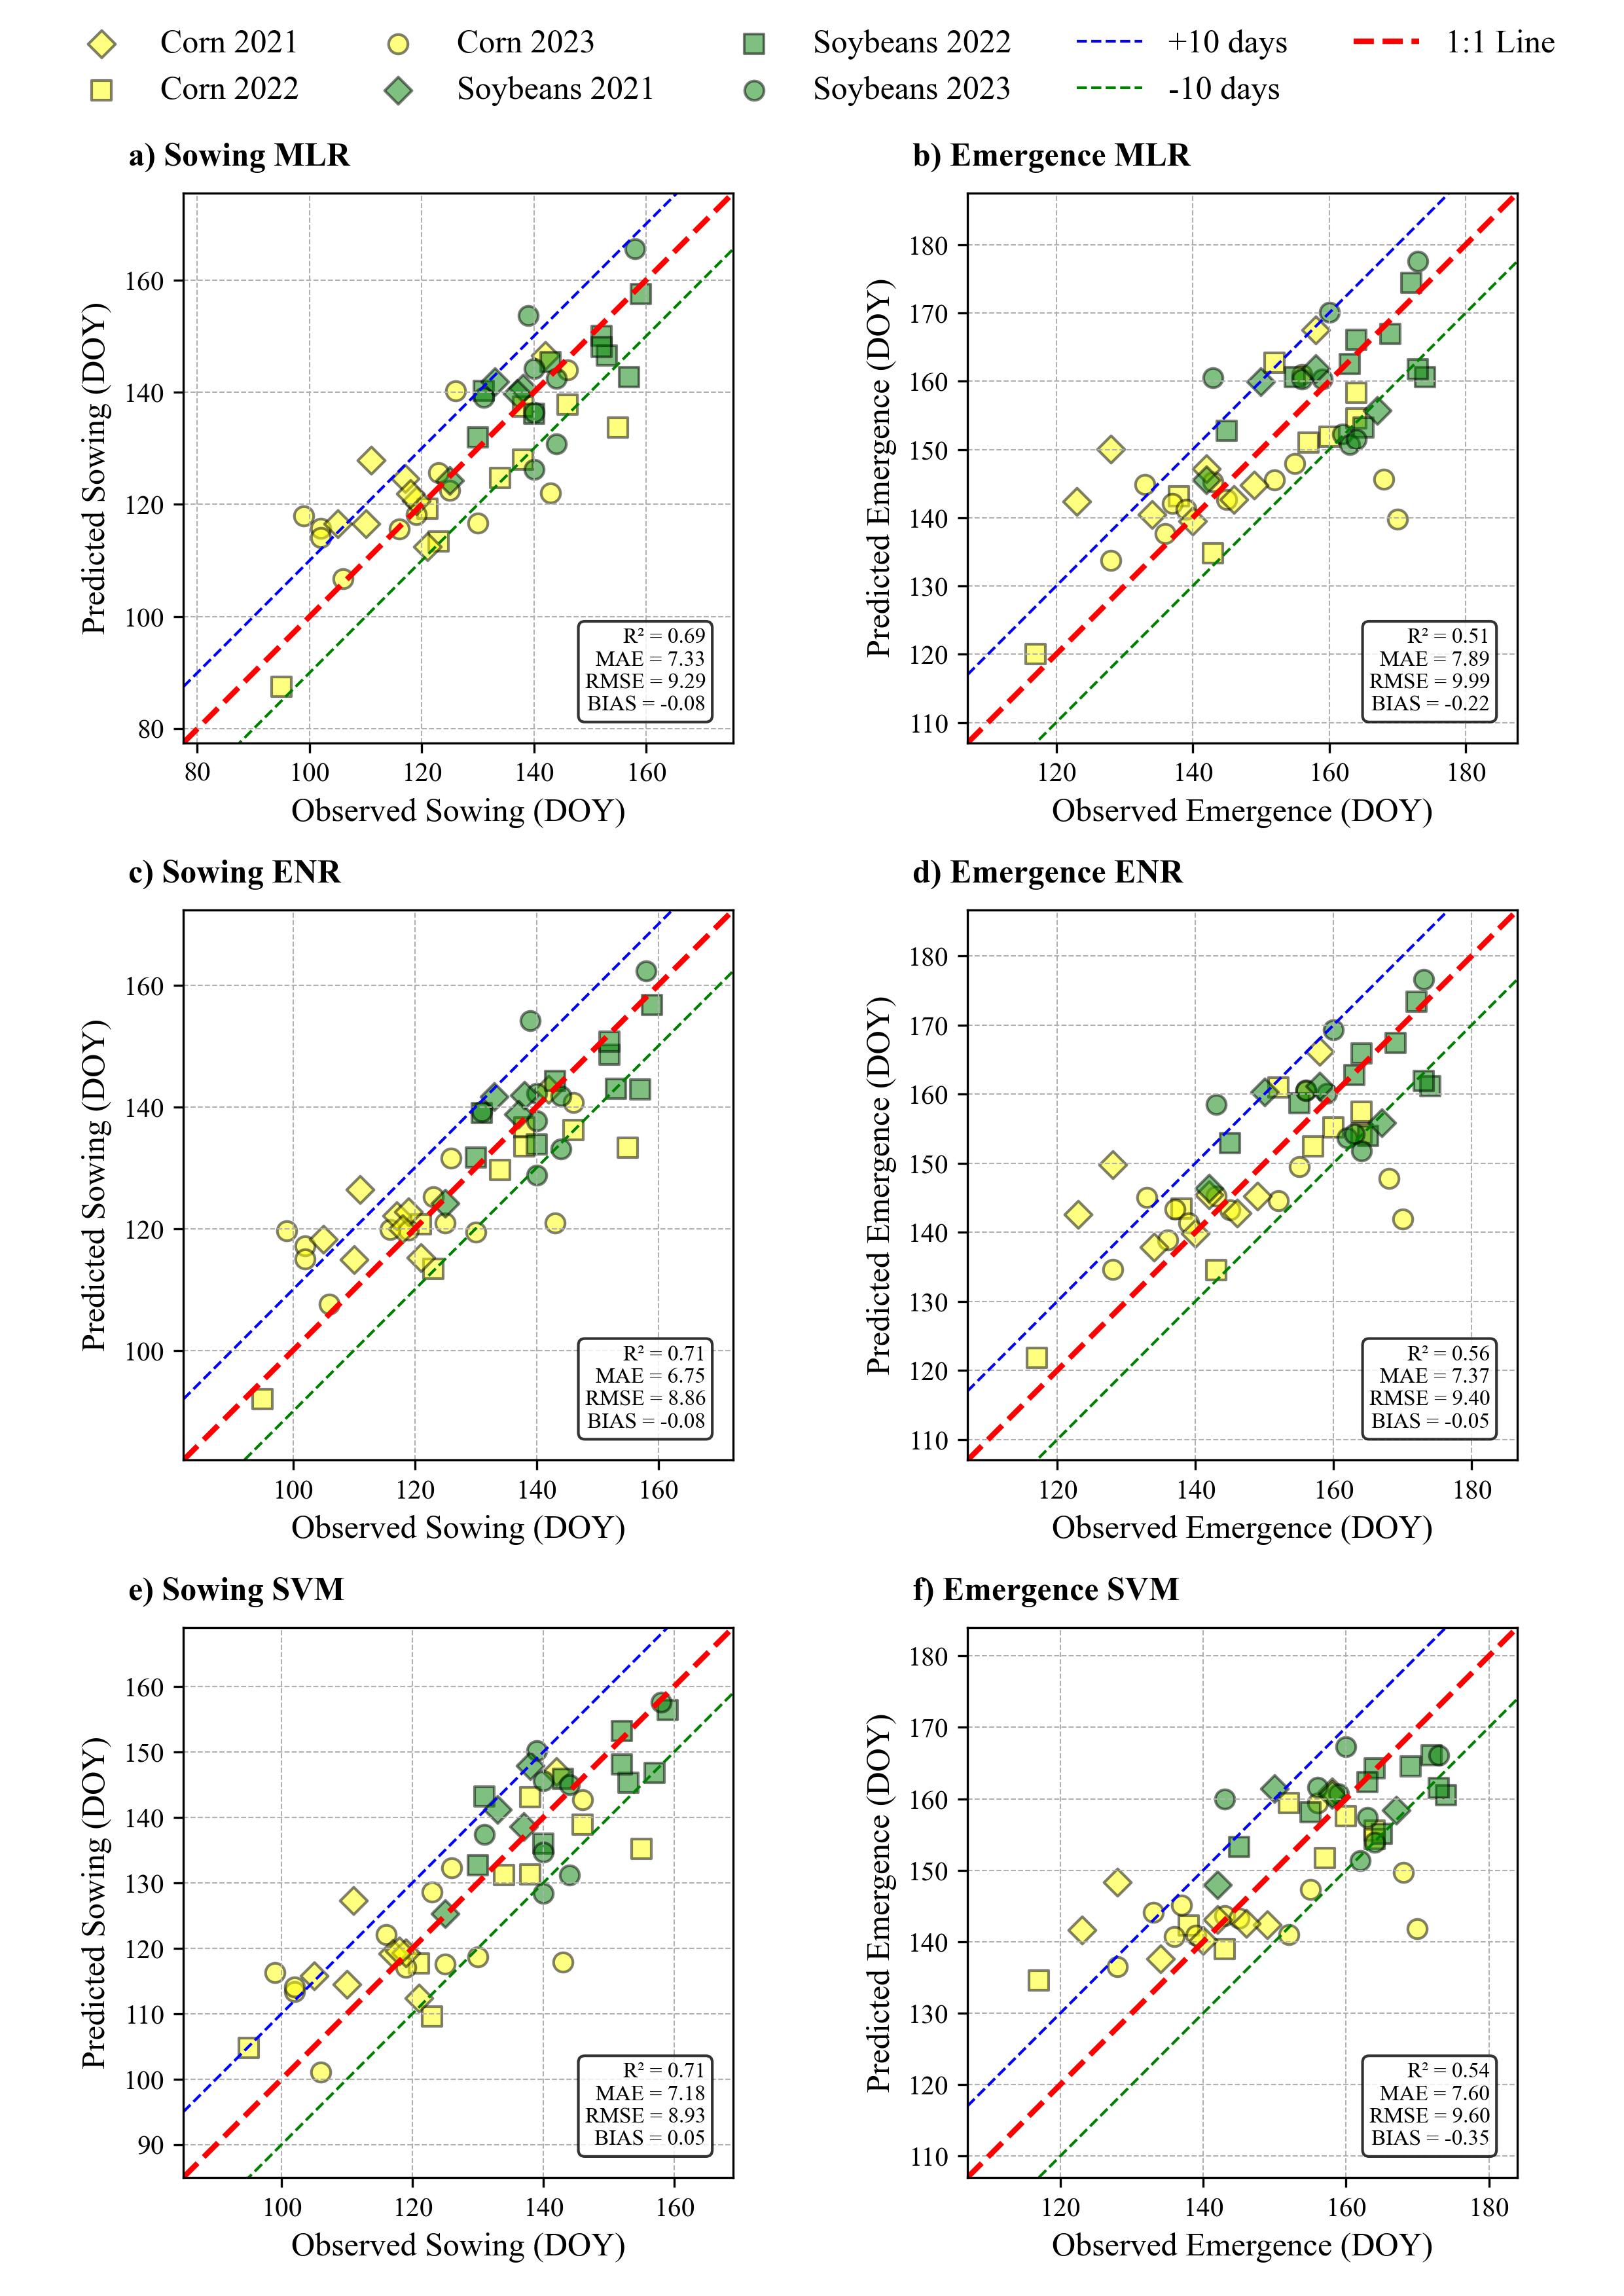 Corn 2021
Corn 2023
Soybeans 2022
+10 days
1:1 Line
Corn 2022
Soybeans 2021
Soybeans 2023
-10 days
a) Sowing MLR
Predicted Sowing (DOY)
160
140
120
100
80
R² = 0.69
MAE = 7.33
RMSE = 9.29
BIAS = -0.08
80 100 120 140 160
Observed Sowing (DOY)
b) Emergence MLR
Predicted Emergence (DOY)
180
170
160
150
140
130
120
110
R² = 0.51
MAE = 7.89
RMSE = 9.99
BIAS = -0.22
120 140 160 180
Observed Emergence (DOY)
c) Sowing ENR
Predicted Sowing (DOY)
160
140
120
100
R² = 0.71
MAE = 6.75
RMSE = 8.86
BIAS = -0.08
100 120 140 160
Observed Sowing (DOY)
d) Emergence ENR
Predicted Emergence (DOY)
180
170
160
150
140
130
120
110
R² = 0.56
MAE = 7.37
RMSE = 9.40
BIAS = -0.05
120 140 160 180
Observed Emergence (DOY)
e) Sowing SVM
Predicted Sowing (DOY)
160
150
140
130
120
110
100
90
R² = 0.71
MAE = 7.18
RMSE = 8.93
BIAS = 0.05
100 120 140 160
Observed Sowing (DOY)
f) Emergence SVM
Predicted Emergence (DOY)
180
170
160
150
140
130
120
110
R² = 0.54
MAE = 7.60
RMSE = 9.60
BIAS = -0.35
120 140 160 180
Observed Emergence (DOY)